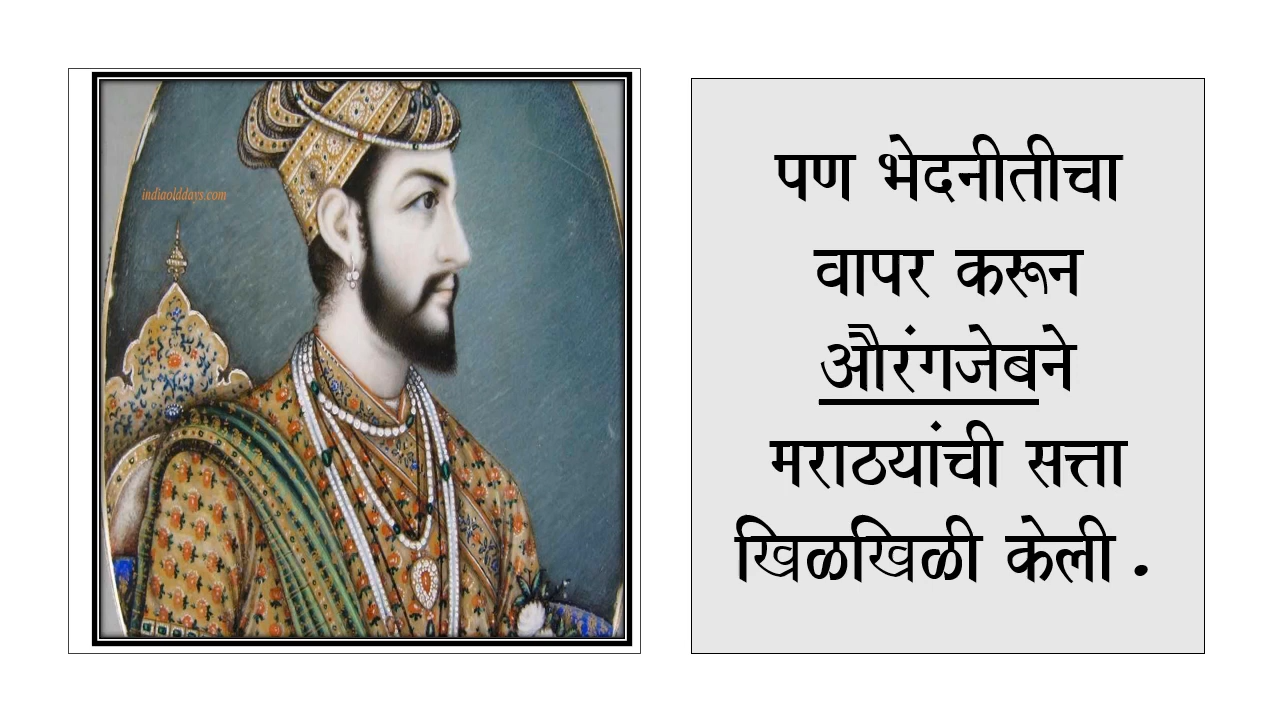 indiaolddays.com
पण भेदनीतीचा
वापर करून
औरंगजेबने
मराठयांची सत्ता
खिळखिळी केली .